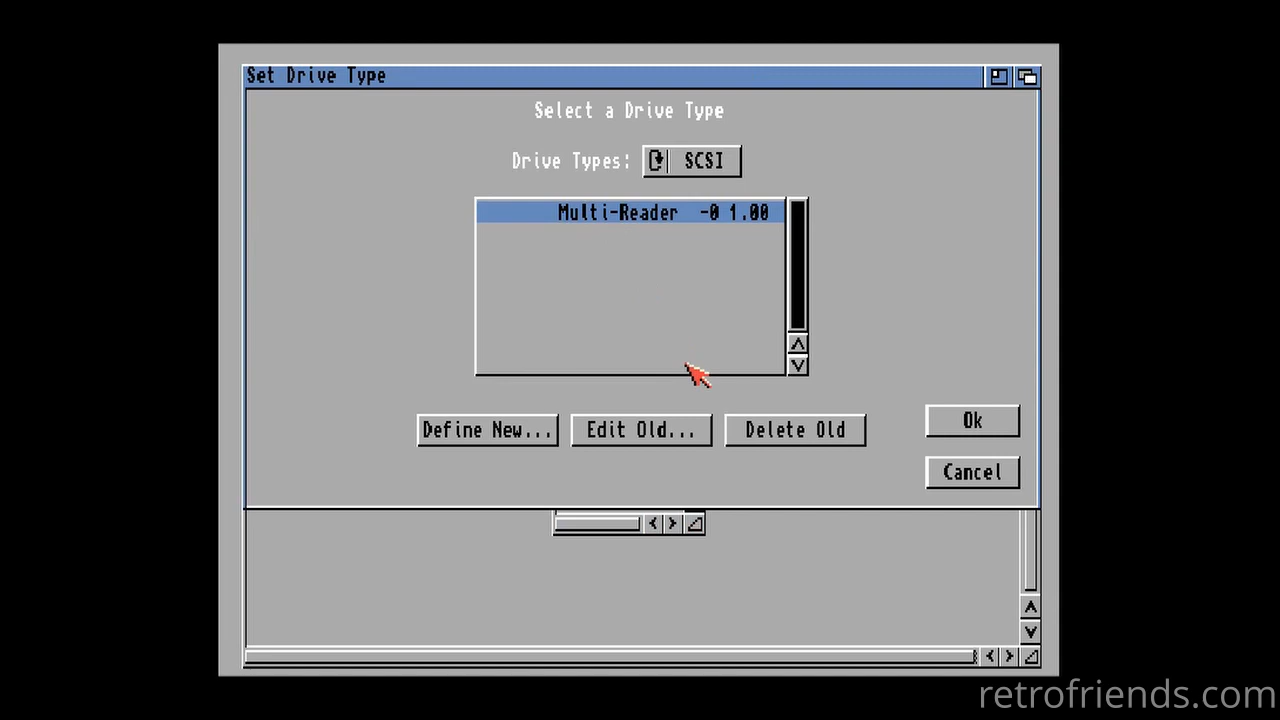 Set Drive Type
Select a Drive Type
Drive Types: SCSI
Multi-Reader -0 1.00
Define New... Edit Old... Delete Old
Ok
Cancel
retrofriends.com